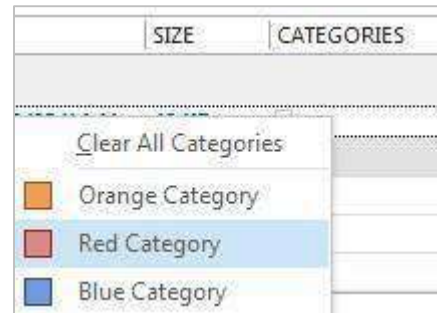 SIZE CATEGORIES
Clear All Categories
Orange Category
Red Category
Blue Category